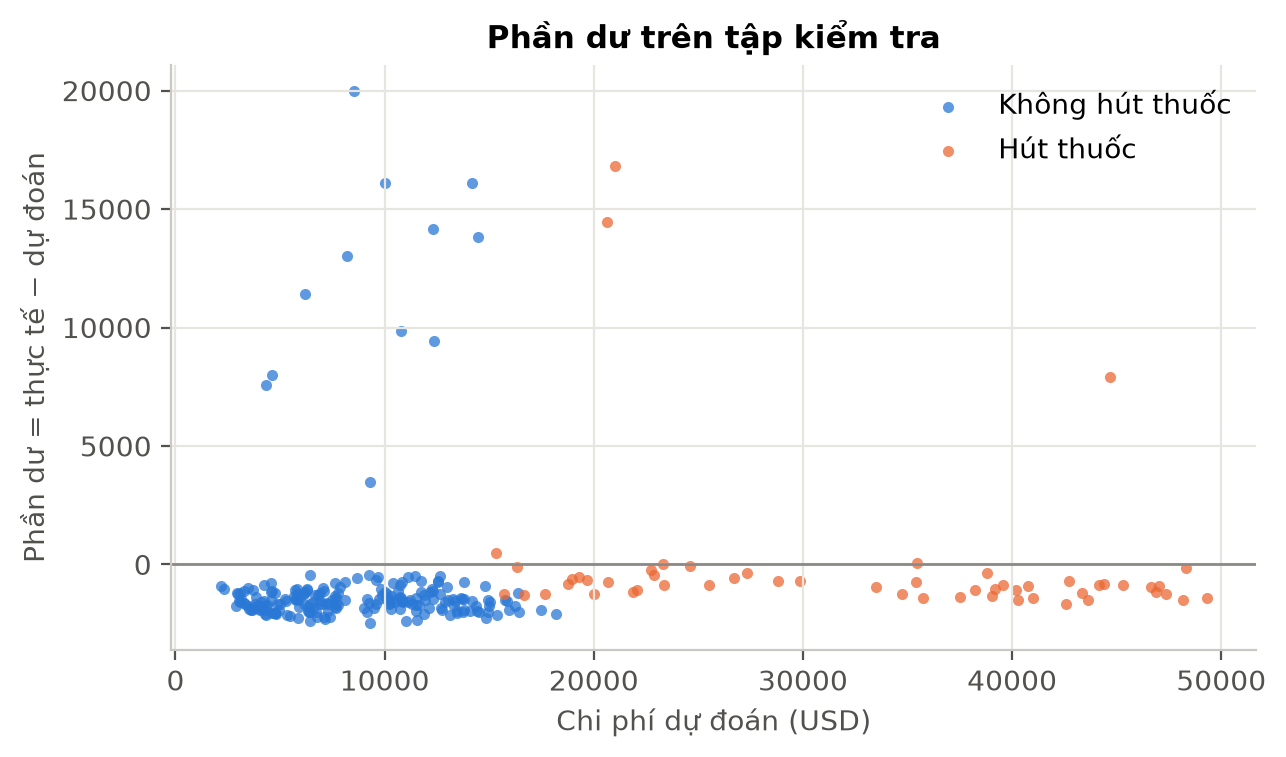 Phần dư trên tập kiểm tra
Phần dư = thực tế − dự đoán
20000
15000
10000
5000
0
Không hút thuốc
Hút thuốc
0 10000 20000 30000 40000 50000
Chi phí dự đoán (USD)